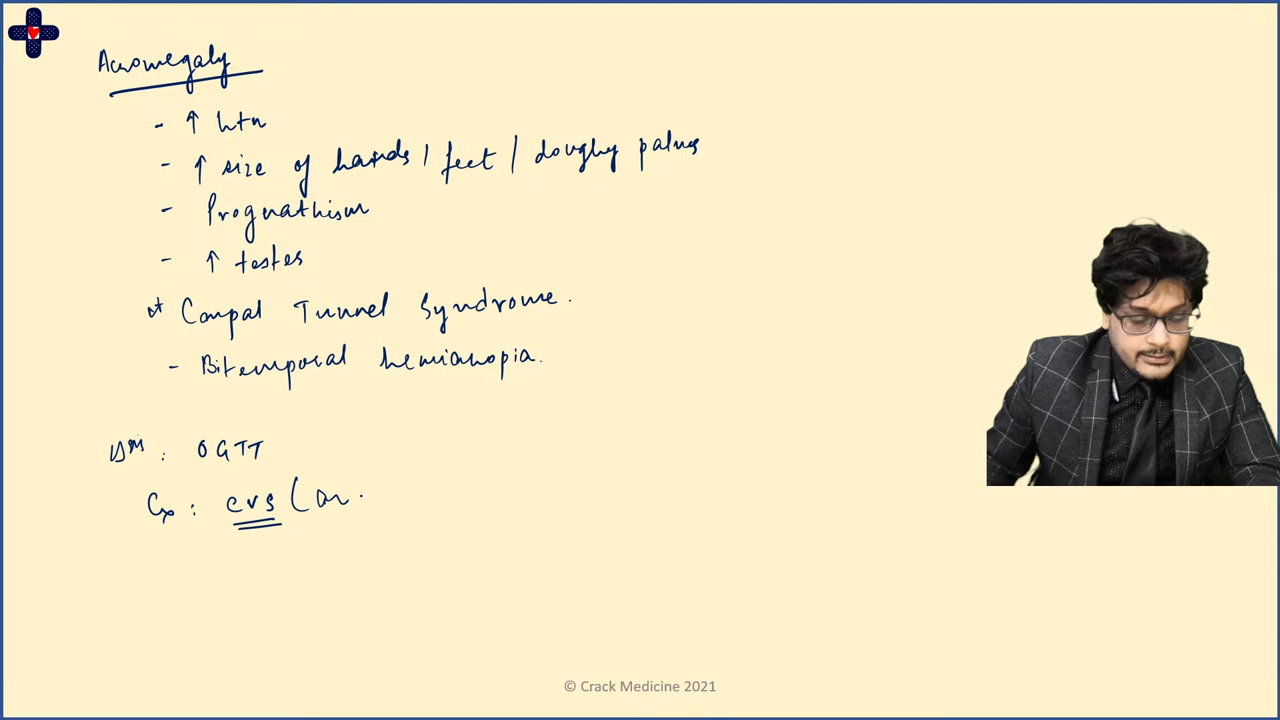 Acromegaly
- ↑ htn
- ↑ size of hands / feet / doughy palms
- Prognathism
- ↑ testes
* Carpal Tunnel Syndrome.
- Bitemporal hemianopia.
: OGTT
Cx : CVS (
© Crack Medicine 2021